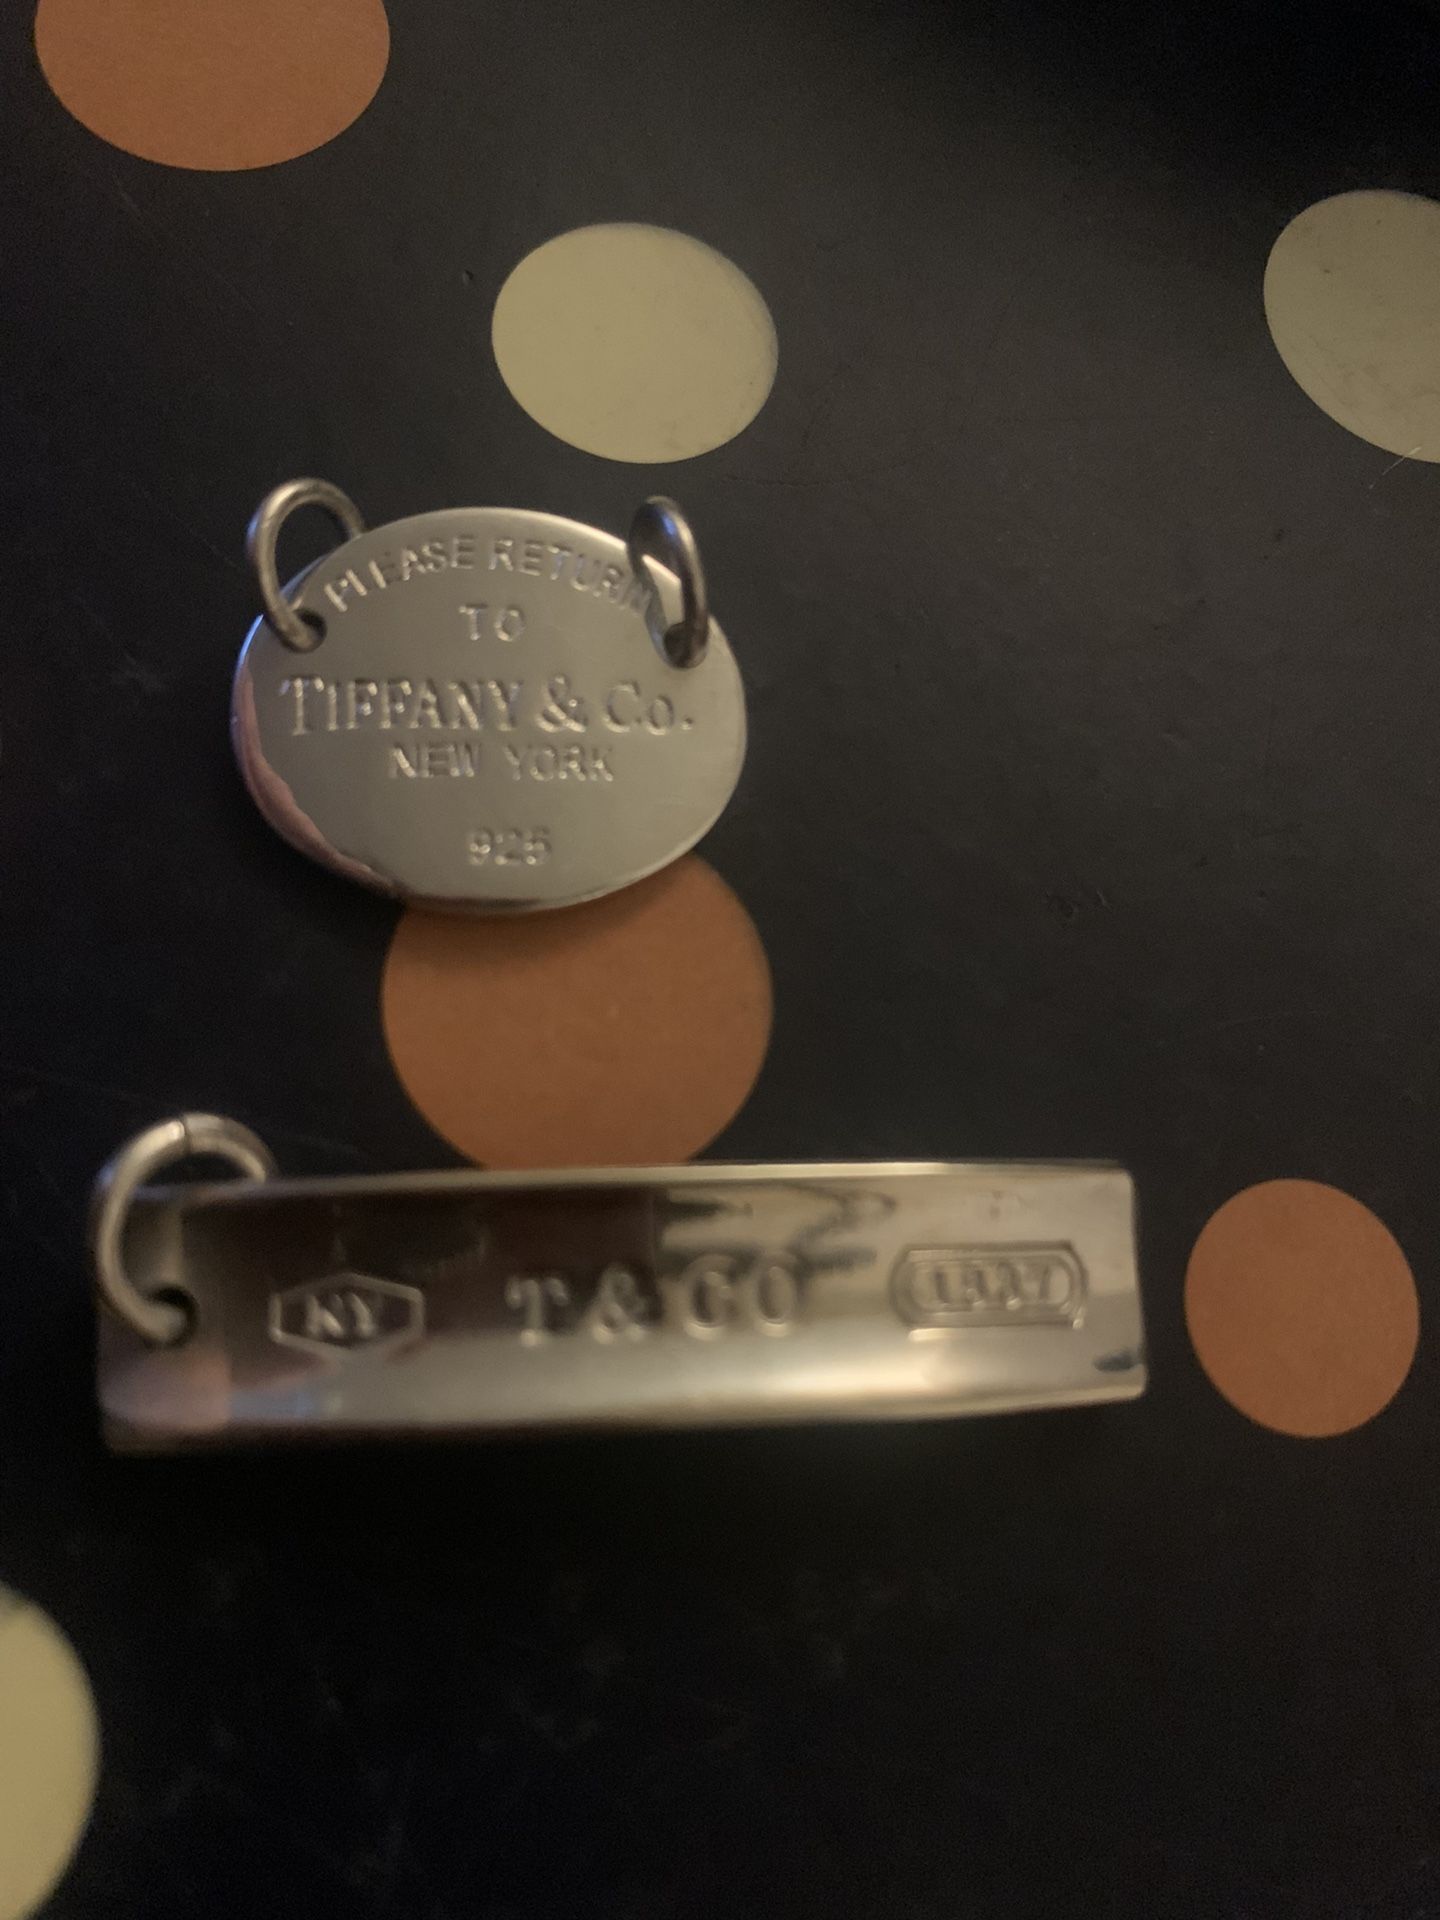 PLEASE RETURN
TO
TIFFANY & Co.
NEW YORK
925
NY T & CO 1837